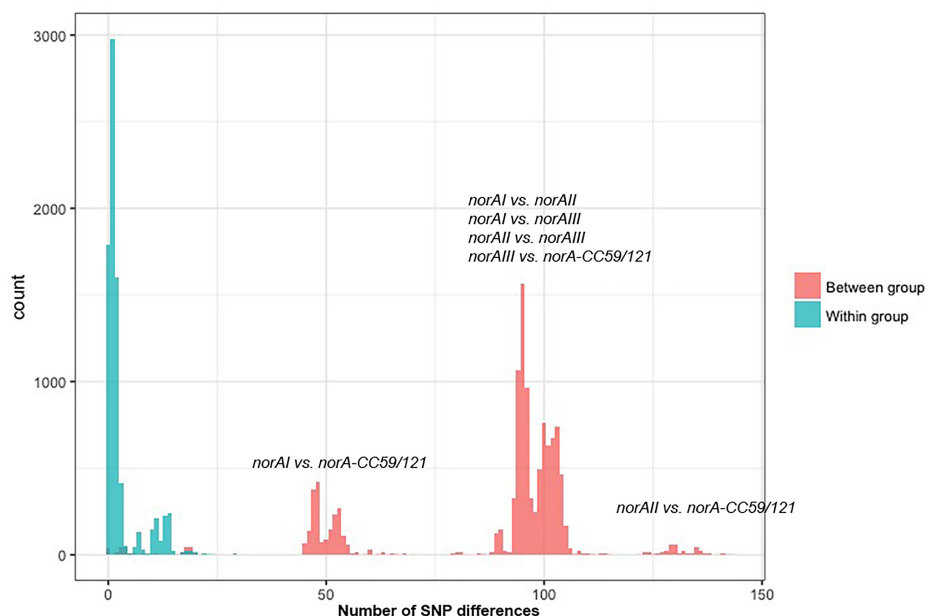 3000
2000
1000
0
count
norAI vs. norAII
norAI vs. norAIII
norAII vs. norAIII
norAIII vs. norA-CC59/121
norAI vs. norA-CC59/121
norAII vs. norA-CC59/121
0 50 100 150
Number of SNP differences
Between group
Within group